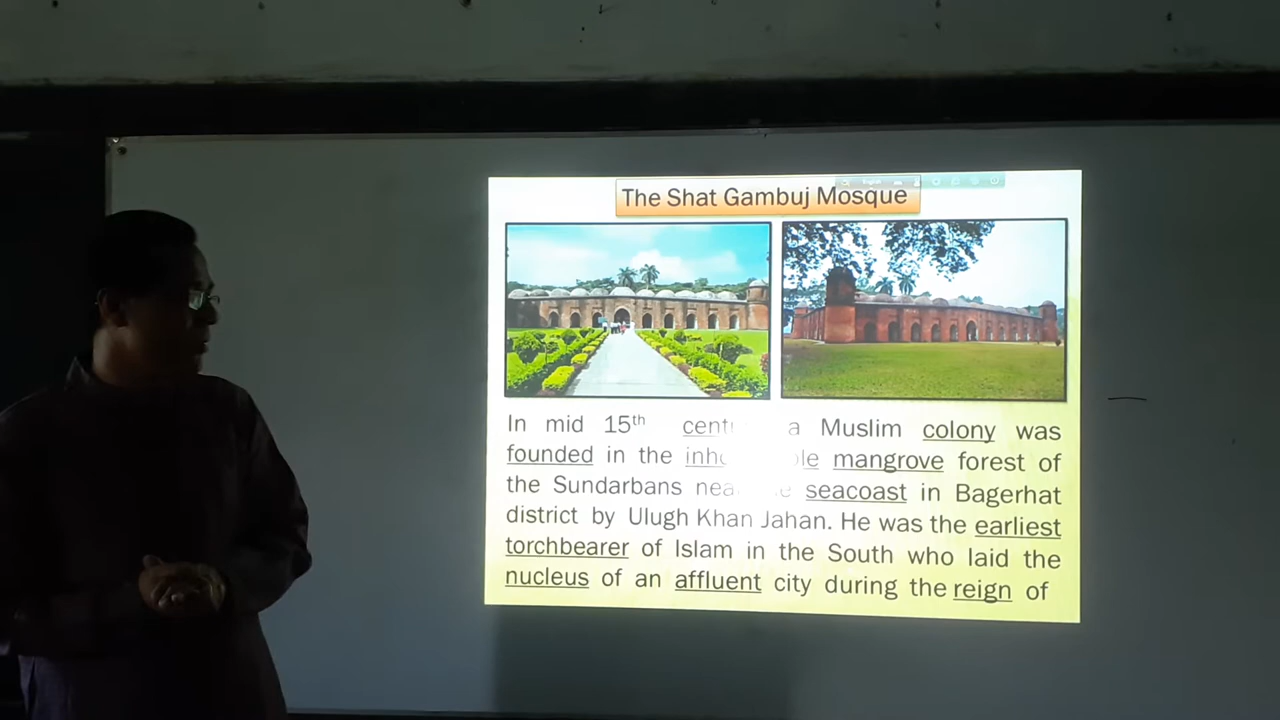 The Shat Gambuj Mosque
In mid 15th a Muslim colony was
founded in the mangrove forest of
the Sundarbans seacoast in Bagerhat
district by Ulugh Khan Jahan. He was the earliest
torchbearer of Islam in the South who laid the
nucleus of an affluent city during the reign of